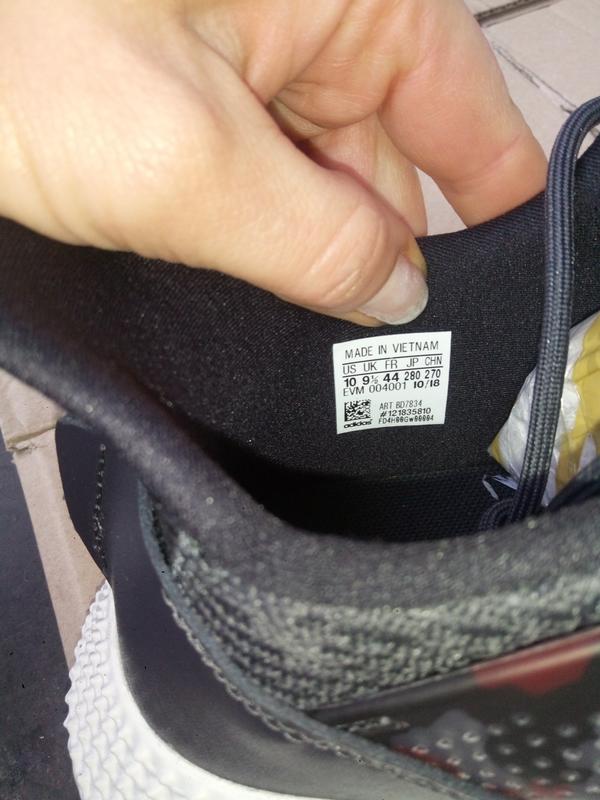 MADE IN VIETNAM
US UK FR JP CHN
10 9½ 44 280 270
EVM 004001 10/18
ART BD7834
#121835810
adidas FD4H00Gw00004